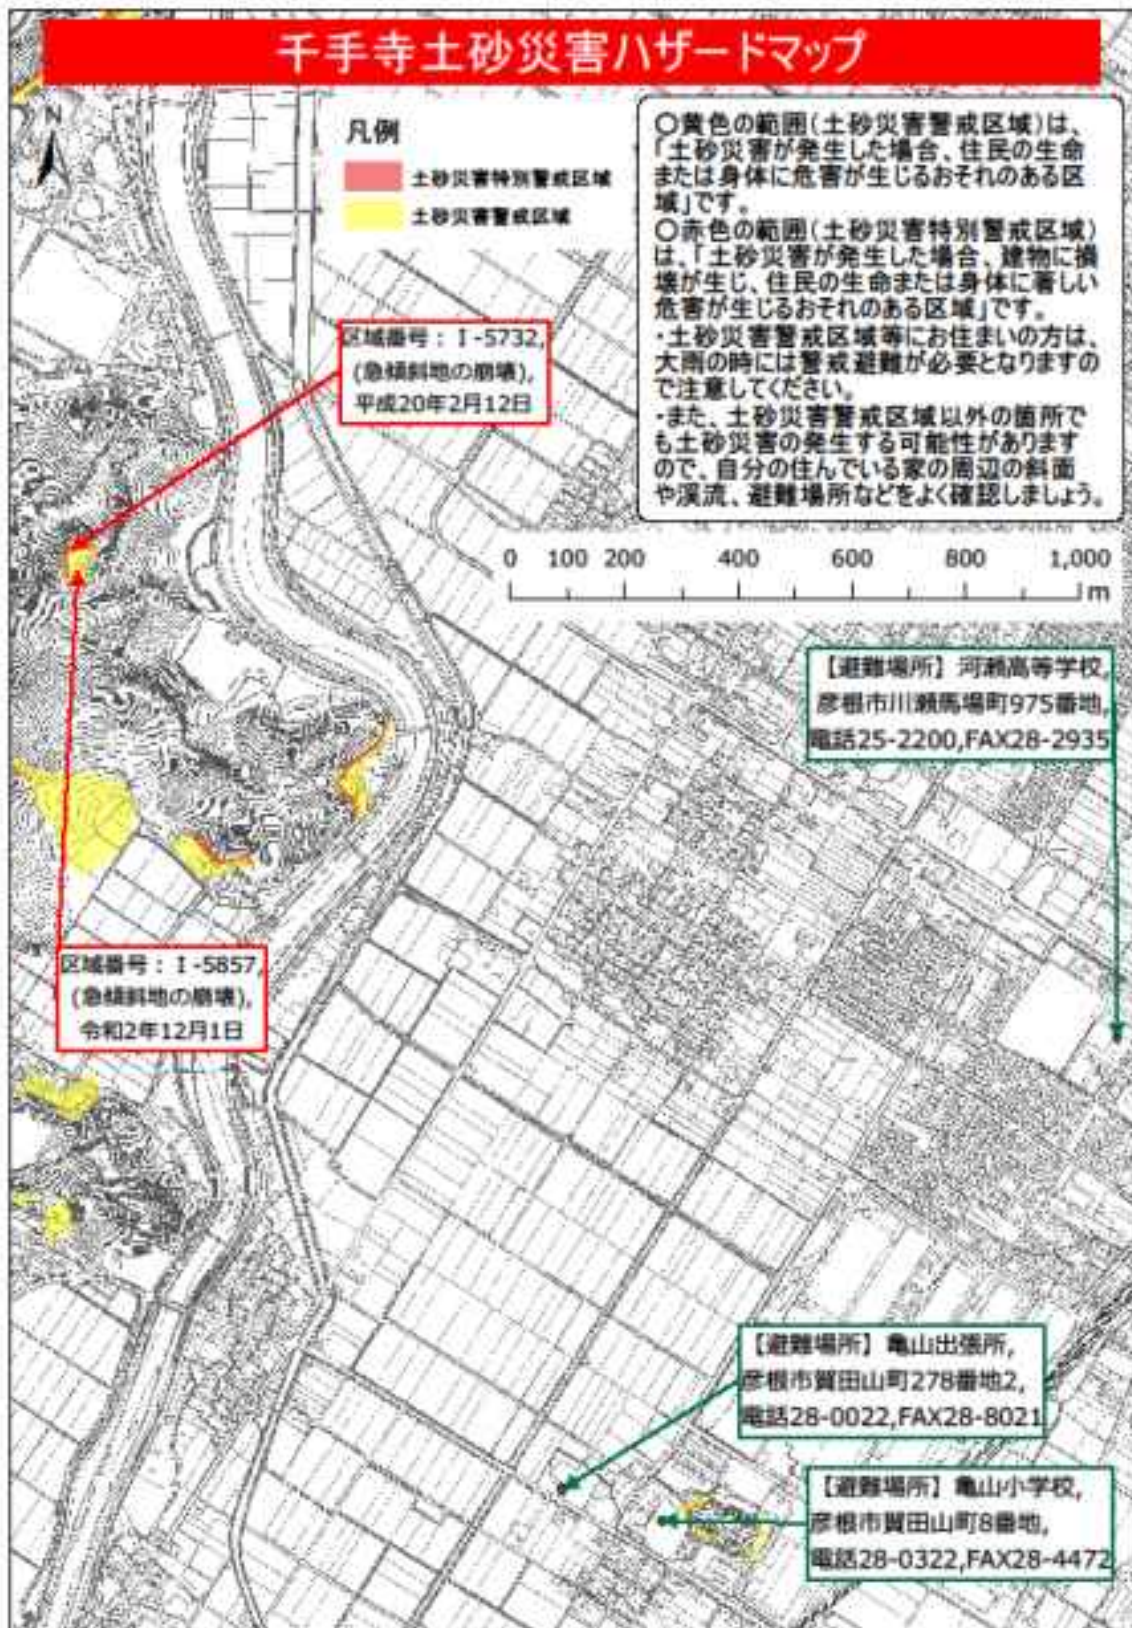 千手寺土砂災害ハザードマップ
N
凡例
土砂災害特別警戒区域
土砂災害警戒区域
○黄色の範囲(土砂災害警戒区域)は、
「土砂災害が発生した場合、住民の生命
または身体に危害が生じるおそれのある区
域」です。
○赤色の範囲(土砂災害特別警戒区域)
は、「土砂災害が発生した場合、建物に損
壊が生じ、住民の生命または身体に著しい
危害が生じるおそれのある区域」です。
・土砂災害警戒区域等にお住まいの方は、
大雨の時には警戒避難が必要となりますの
で注意してください。
・また、土砂災害警戒区域以外の箇所で
も土砂災害の発生する可能性があります
ので、自分の住んでいる家の周辺の斜面
や渓流、避難場所などをよく確認しましょう。
区域番号：Ⅰ-5732,
(急傾斜地の崩壊),
平成20年2月12日
0 100 200 400 600 800 1,000
m
【避難場所】河瀬高等学校,
彦根市川瀬馬場町975番地,
電話25-2200,FAX28-2935
区域番号：Ⅰ-5857,
(急傾斜地の崩壊),
令和2年12月1日
【避難場所】亀山出張所,
彦根市賀田山町278番地2,
電話28-0022,FAX28-8021
【避難場所】亀山小学校,
彦根市賀田山町8番地,
電話28-0322,FAX28-4472